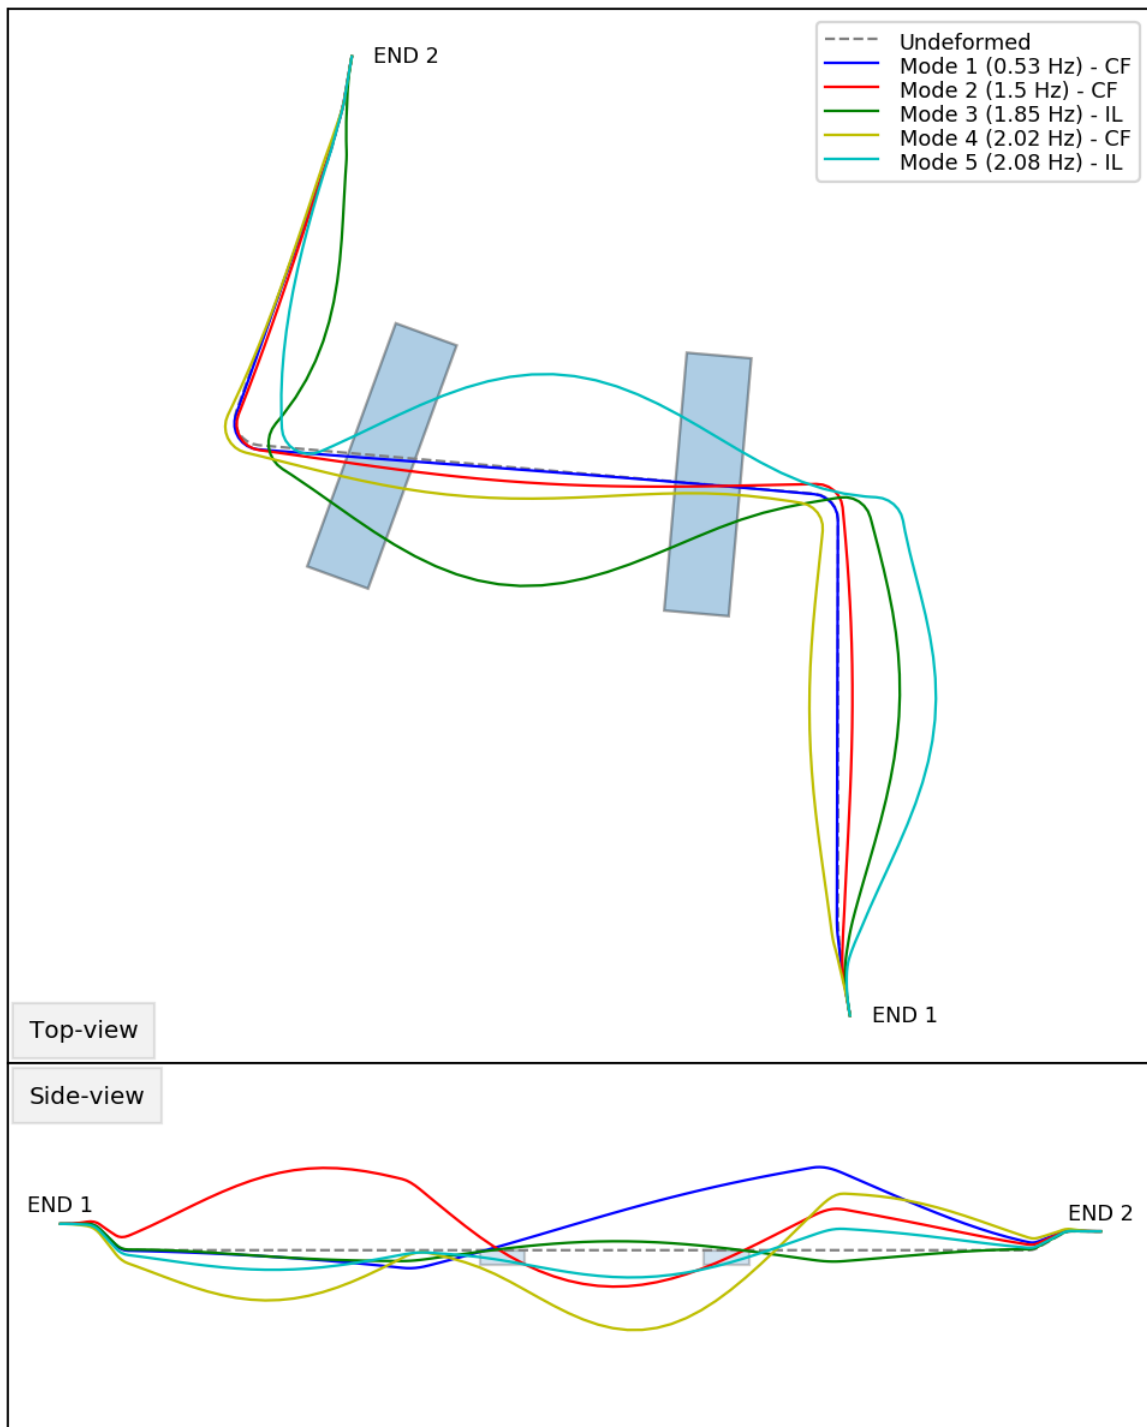 END 2
Undeformed
Mode 1 (0.53 Hz) - CF
Mode 2 (1.5 Hz) - CF
Mode 3 (1.85 Hz) - IL
Mode 4 (2.02 Hz) - CF
Mode 5 (2.08 Hz) - IL
END 1
Top-view
Side-view
END 1
END 2